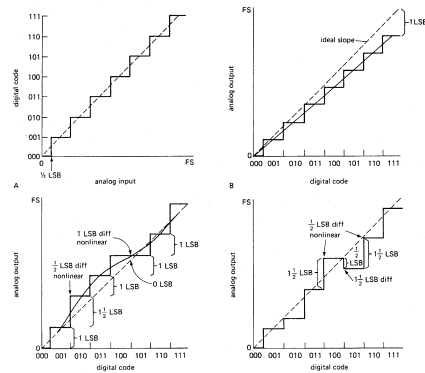 111
110
101
100
011
010
001
000
digital code
0
½ LSB
analog input
FS
A
FS
ideal slope
1 LSB
analog output
0
000 001 010 011 100 101 110 111
digital code
B
FS
analog output
0
1 LSB diff
nonlinear
½ LSB diff
nonlinear
1 LSB
1 LSB
0 LSB
1 LSB
1 LSB
1½ LSB
1 LSB
000 001 010 011 100 101 110 111
digital code
FS
analog output
0
½ LSB diff
nonlinear
1½ LSB
½
LSB
1½ LSB
1½ LSB diff
000 001 010 011 100 101 110 111
digital code